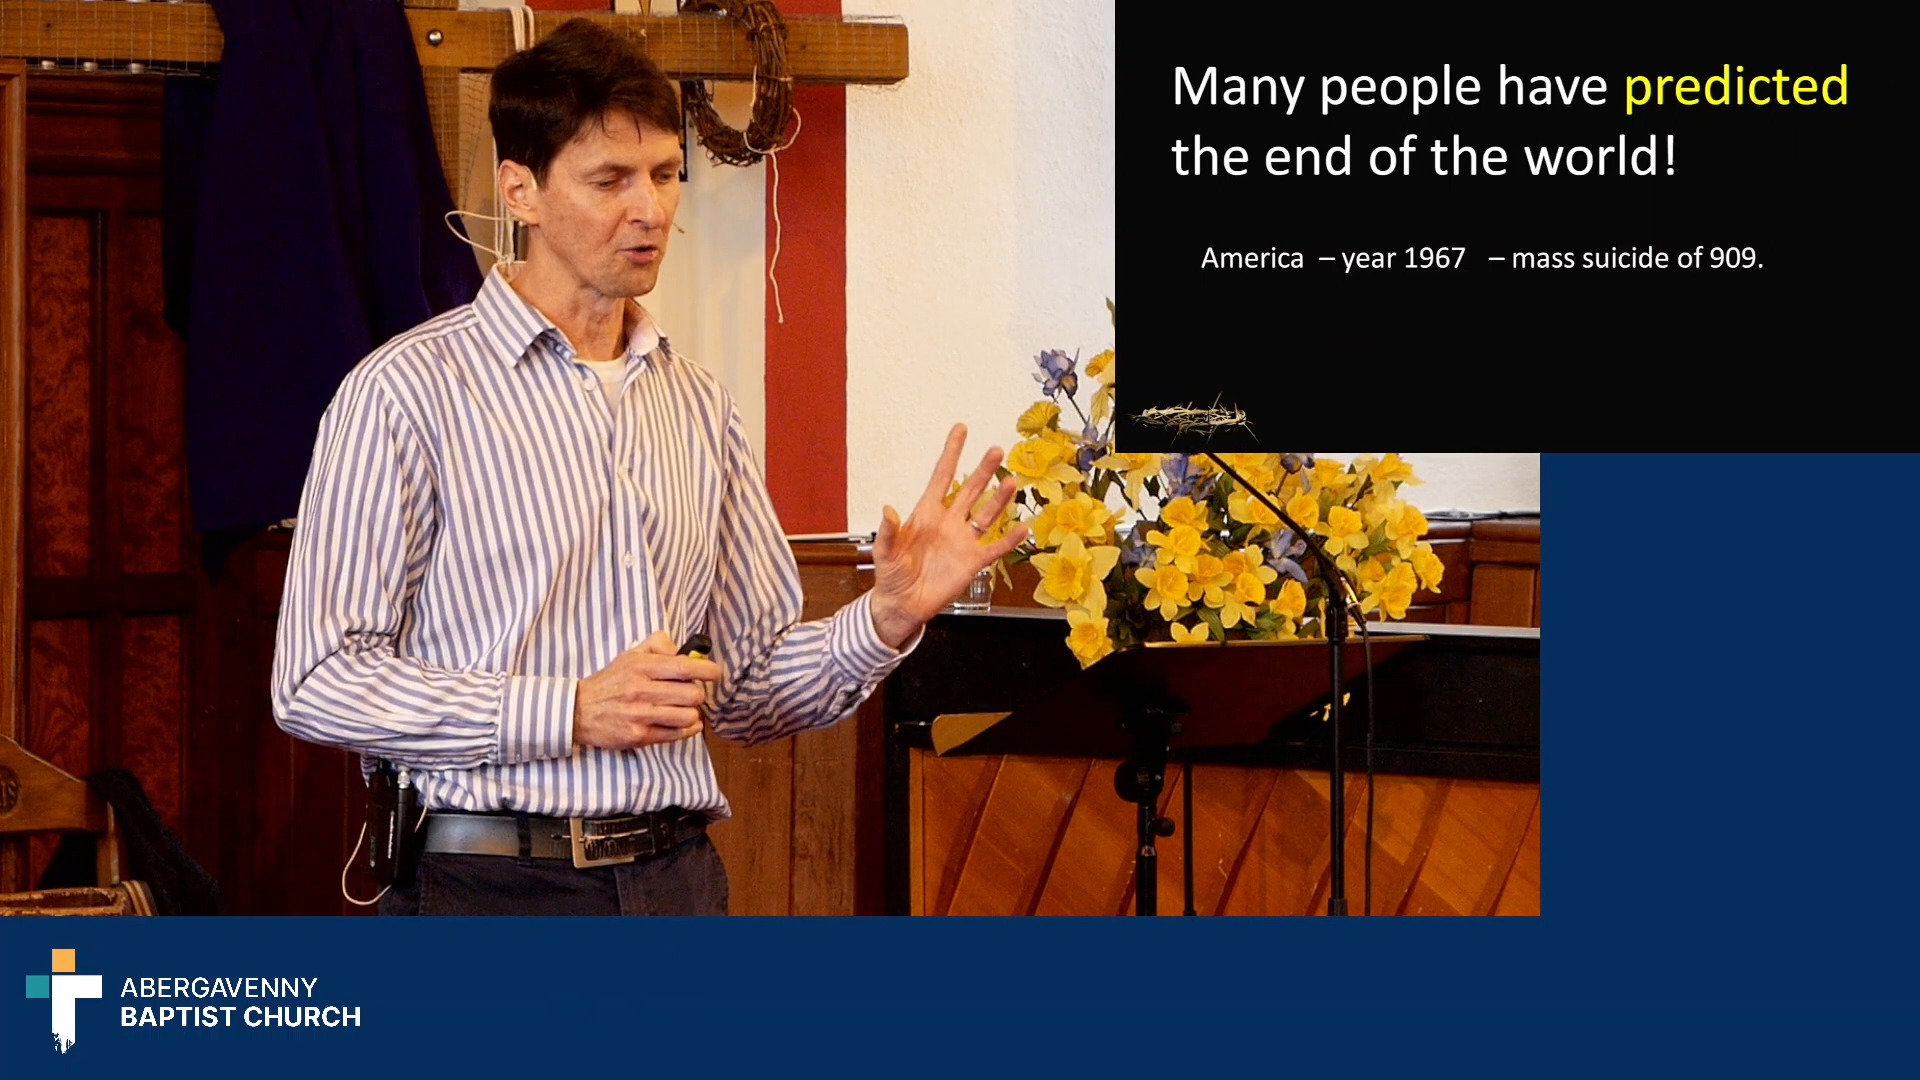 Many people have predicted
the end of the world!
America – year 1967 – mass suicide of 909.
ABERGAVENNY
BAPTIST CHURCH